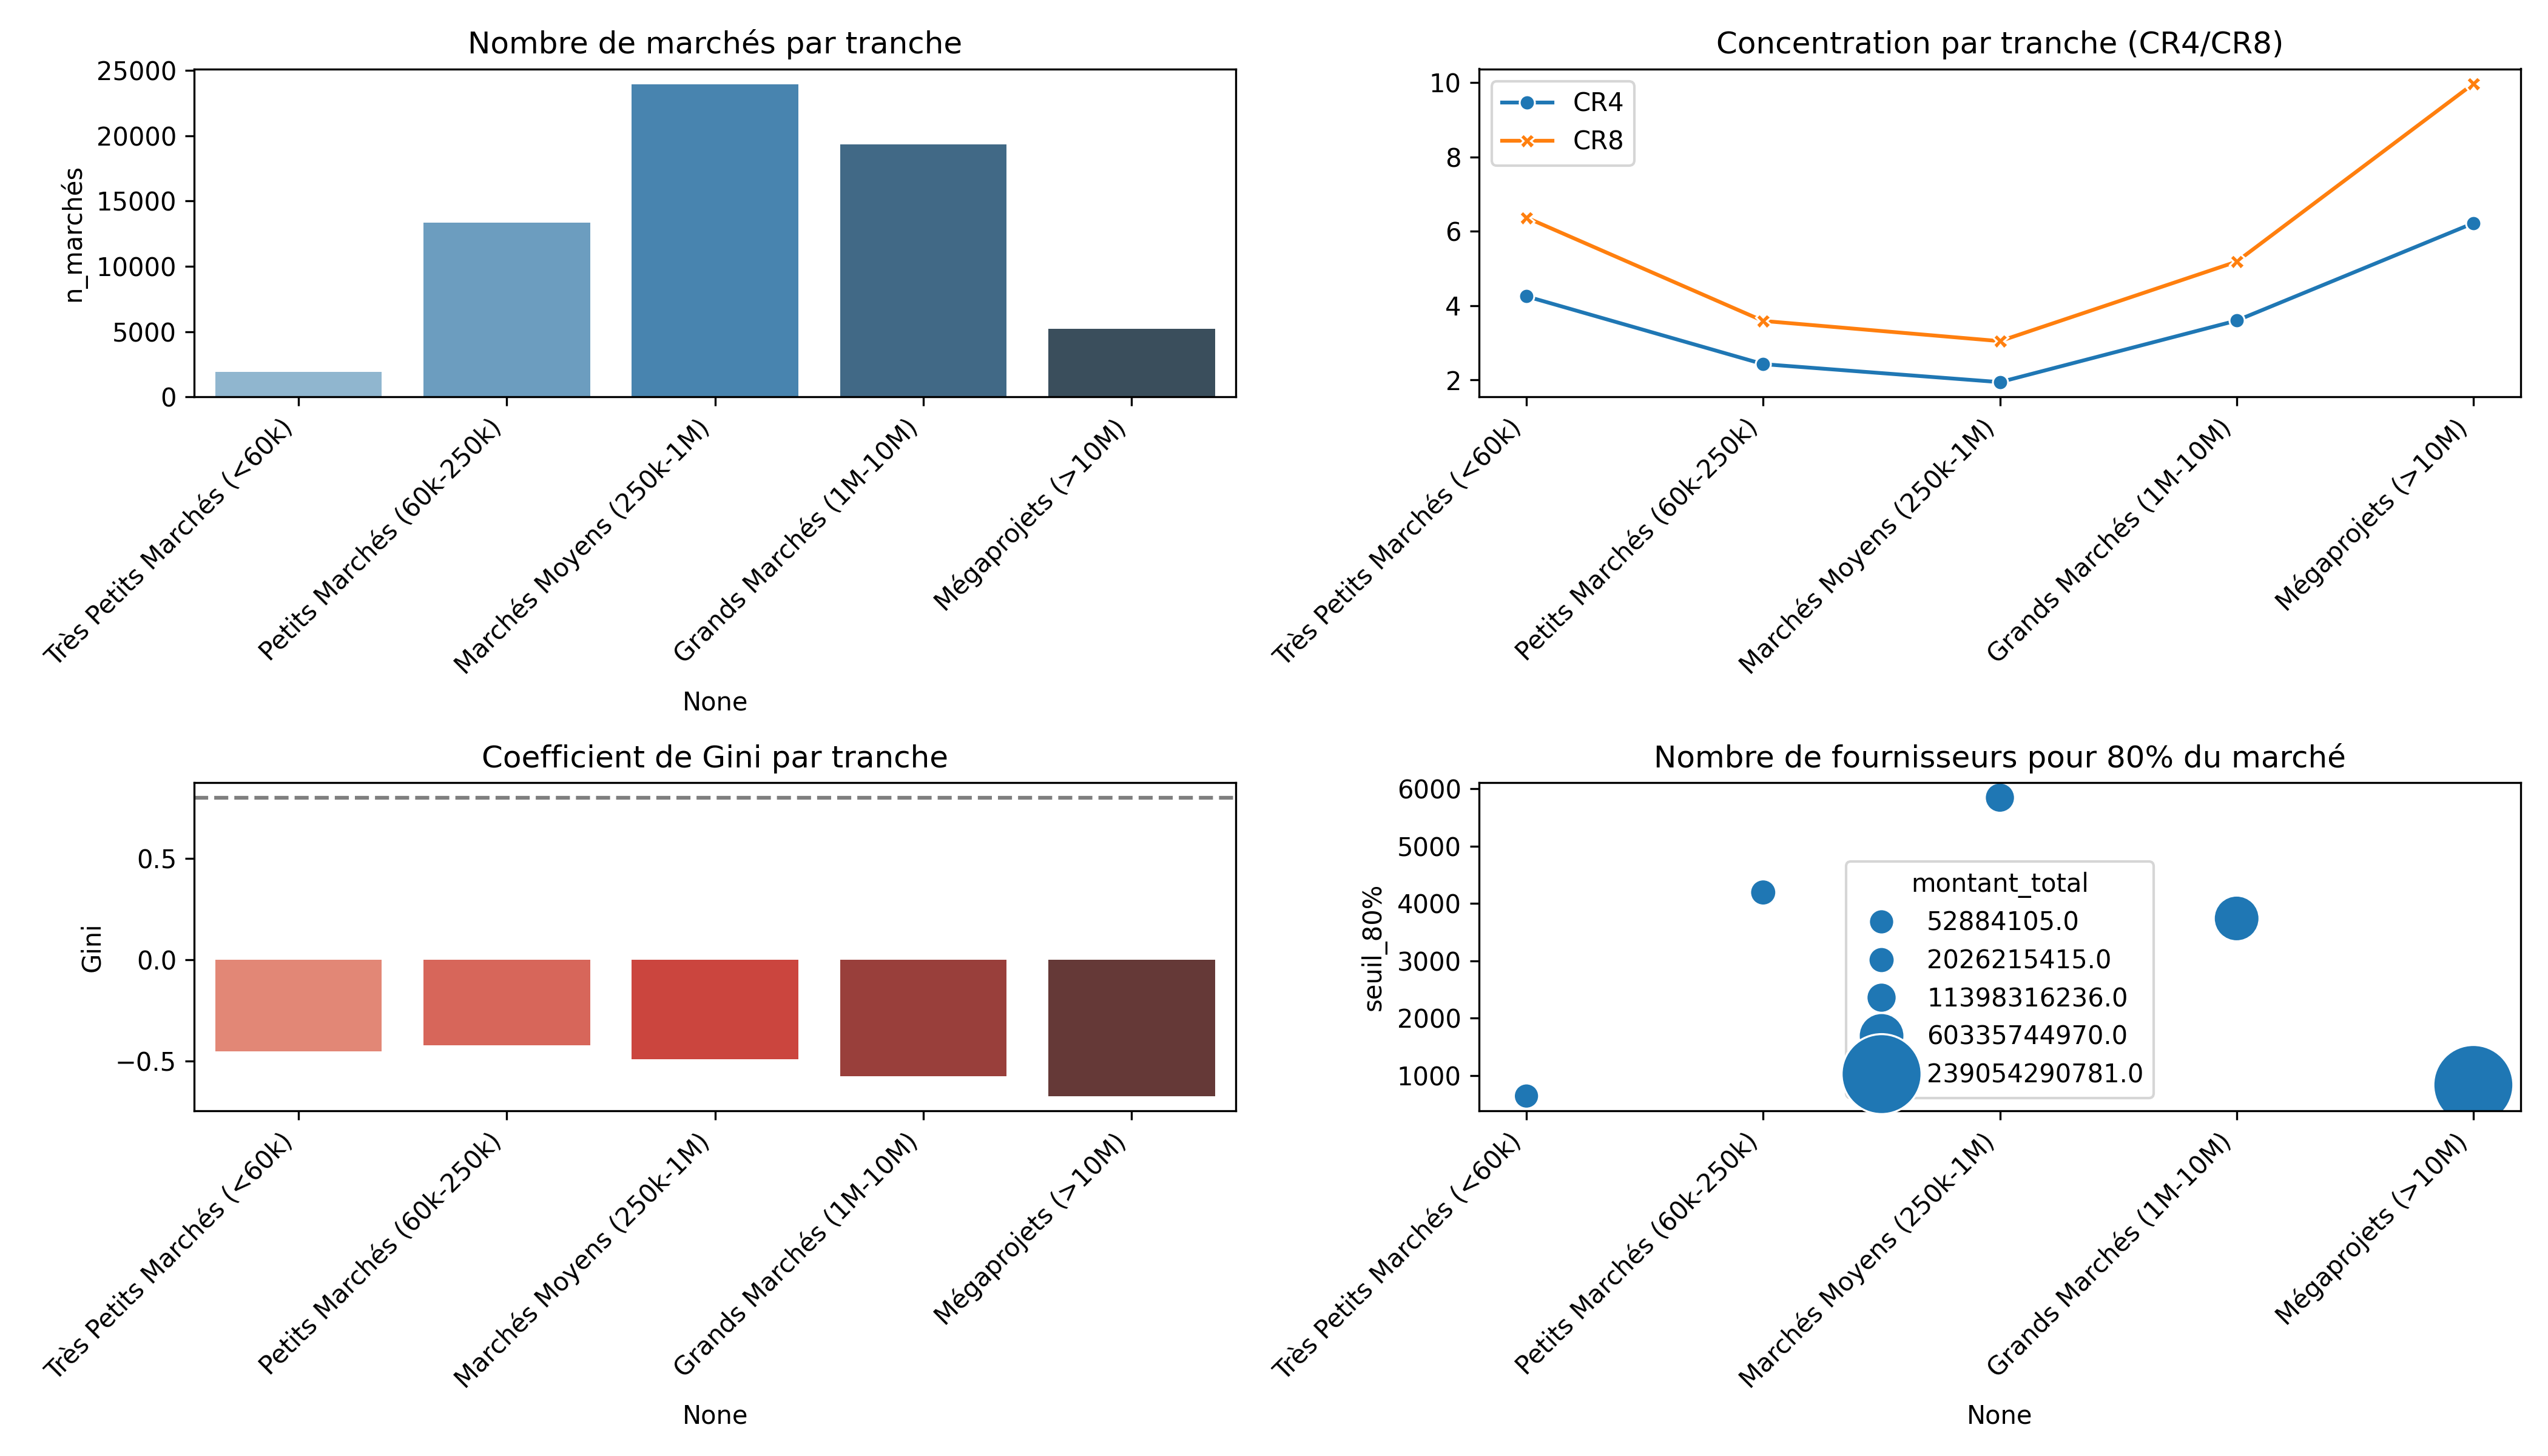 Nombre de marchés par tranche
n_marchés
25000
20000
15000
10000
5000
0
Très Petits Marchés (<60k)
Petits Marchés (60k-250k)
Marchés Moyens (250k-1M)
Grands Marchés (1M-10M)
Mégaprojets (>10M)
None
Concentration par tranche (CR4/CR8)
CR4
CR8
10
8
6
4
2
Très Petits Marchés (<60k)
Petits Marchés (60k-250k)
Marchés Moyens (250k-1M)
Grands Marchés (1M-10M)
Mégaprojets (>10M)
Coefficient de Gini par tranche
Gini
0.5
0.0
−0.5
Très Petits Marchés (<60k)
Petits Marchés (60k-250k)
Marchés Moyens (250k-1M)
Grands Marchés (1M-10M)
Mégaprojets (>10M)
None
Nombre de fournisseurs pour 80% du marché
seuil_80%
6000
5000
4000
3000
2000
1000
montant_total
52884105.0
2026215415.0
11398316236.0
60335744970.0
239054290781.0
Très Petits Marchés (<60k)
Petits Marchés (60k-250k)
Marchés Moyens (250k-1M)
Grands Marchés (1M-10M)
Mégaprojets (>10M)
None